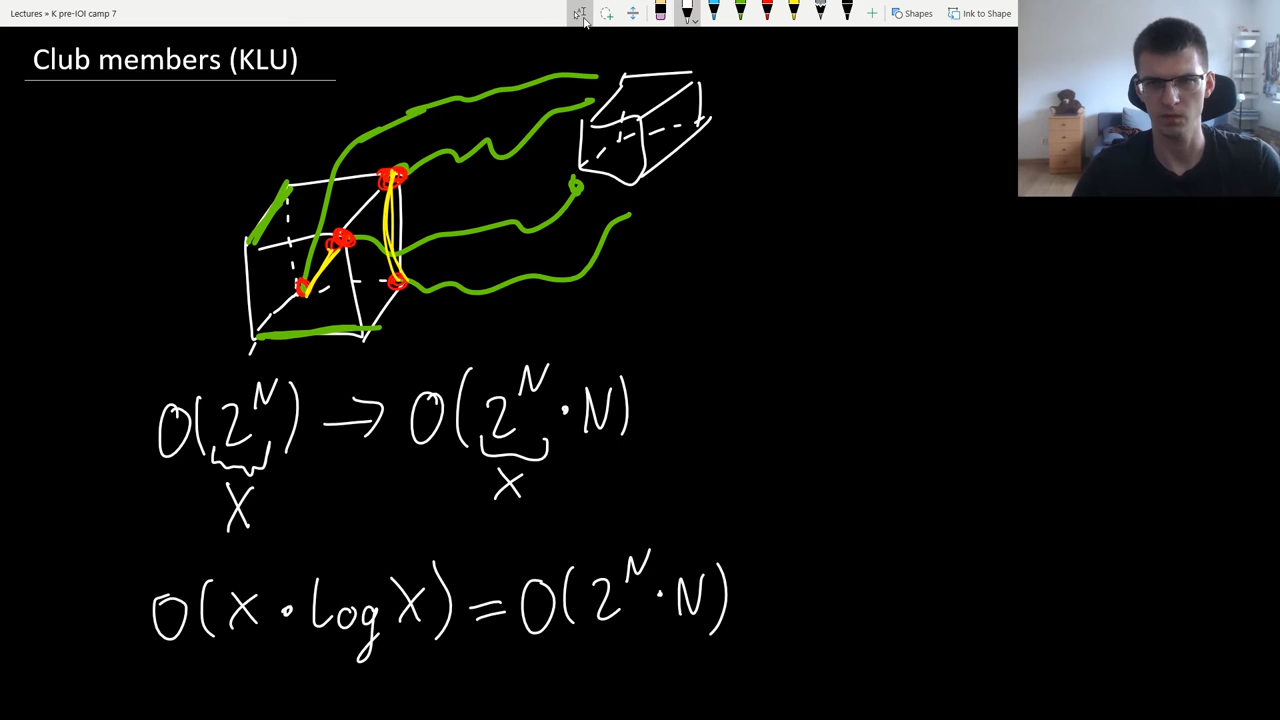 Lectures » K pre-IOI camp 7
Shapes
Ink to Shape
Club members (KLU)
O(2^N) → O(2^N · N)
X
X
O(X · log X) = O(2^N · N)